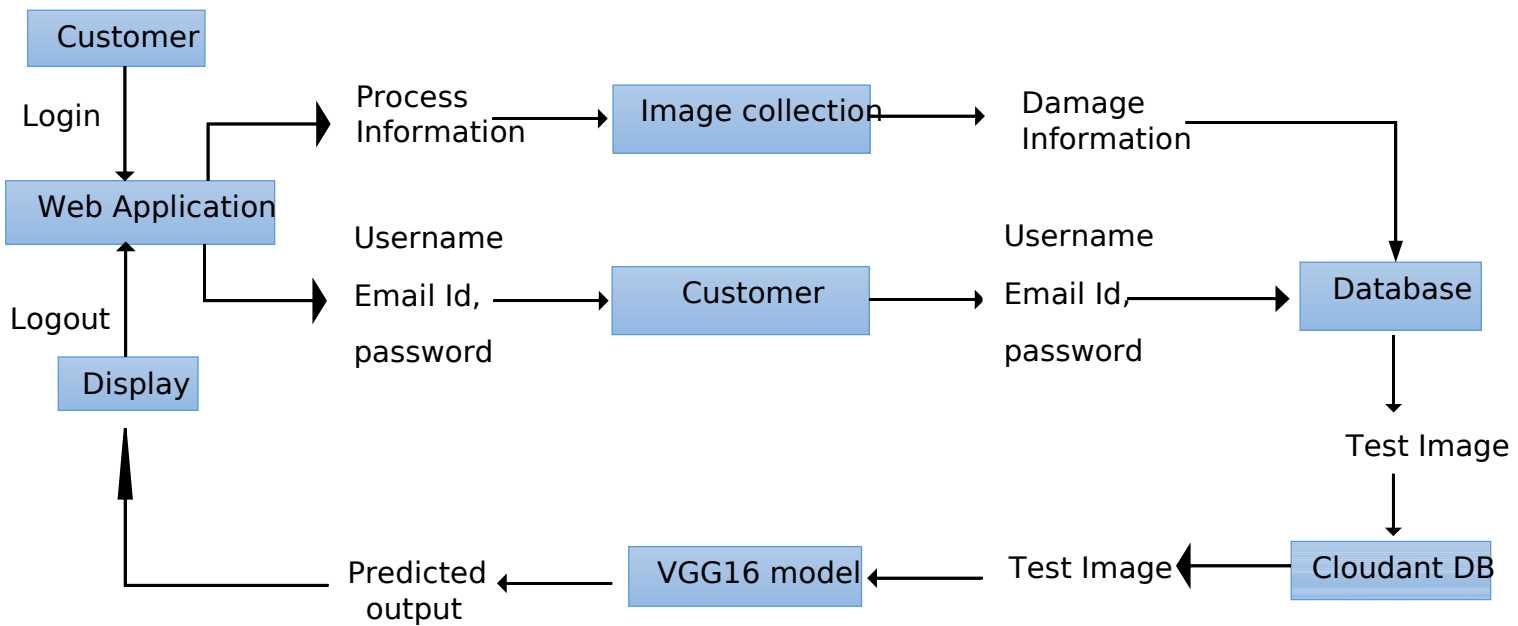 Customer
Login
Process
Information
Image collection
Damage
Information
Web Application
Username
Email Id,
password
Customer
Username
Email Id,
password
Database
Logout
Display
Test Image
Cloudant DB
Test Image
VGG16 model
Predicted
output